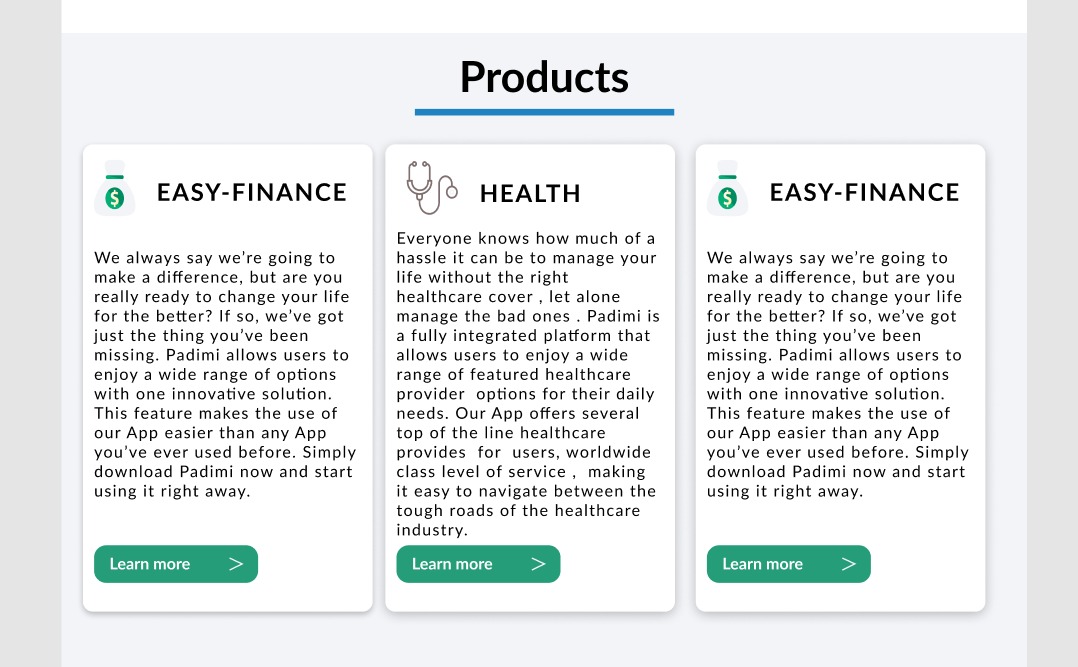 Products
EASY-FINANCE
We always say we’re going to
make a difference, but are you
really ready to change your life
for the better? If so, we’ve got
just the thing you’ve been
missing. Padimi allows users to
enjoy a wide range of options
with one innovative solution.
This feature makes the use of
our App easier than any App
you’ve ever used before. Simply
download Padimi now and start
using it right away.
Learn more >
HEALTH
Everyone knows how much of a
hassle it can be to manage your
life without the right
healthcare cover , let alone
manage the bad ones . Padimi is
a fully integrated platform that
allows users to enjoy a wide
range of featured healthcare
provider  options for their daily
needs. Our App offers several
top of the line healthcare
provides  for  users, worldwide
class level of service ,  making
it easy to navigate between the
tough roads of the healthcare
industry.
Learn more >
EASY-FINANCE
We always say we’re going to
make a difference, but are you
really ready to change your life
for the better? If so, we’ve got
just the thing you’ve been
missing. Padimi allows users to
enjoy a wide range of options
with one innovative solution.
This feature makes the use of
our App easier than any App
you’ve ever used before. Simply
download Padimi now and start
using it right away.
Learn more >